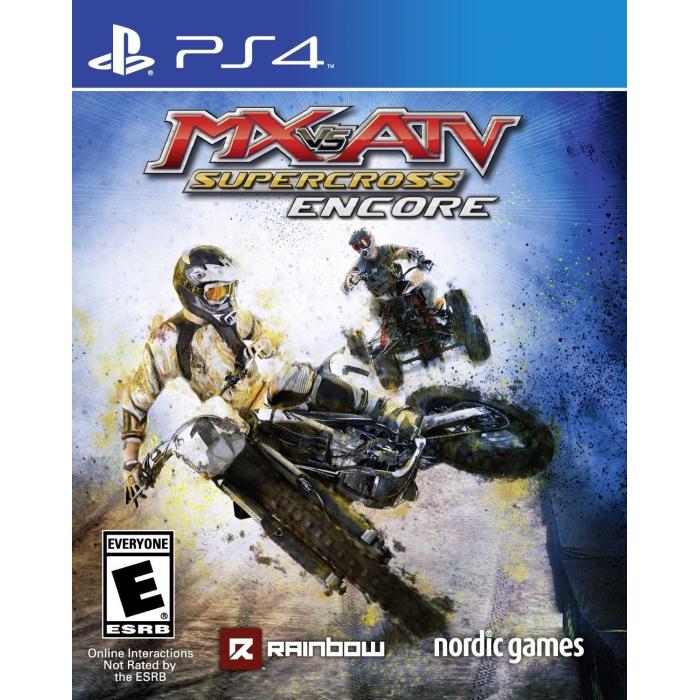 PS4
MX vs ATV
SUPERCROSS
ENCORE
EVERYONE
E
ESRB
Online Interactions
Not Rated by
the ESRB
RAINBOW
nordic games